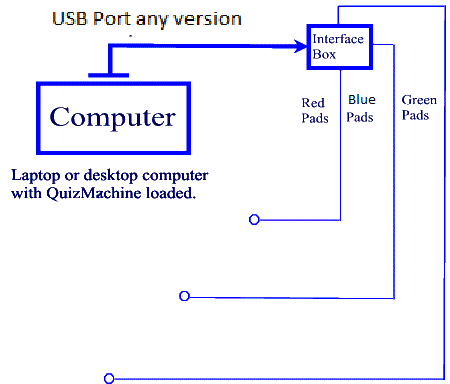 USB Port any version
Interface
Box
Computer
Red
Pads
Blue
Pads
Green
Pads
Laptop or desktop computer
with QuizMachine loaded.